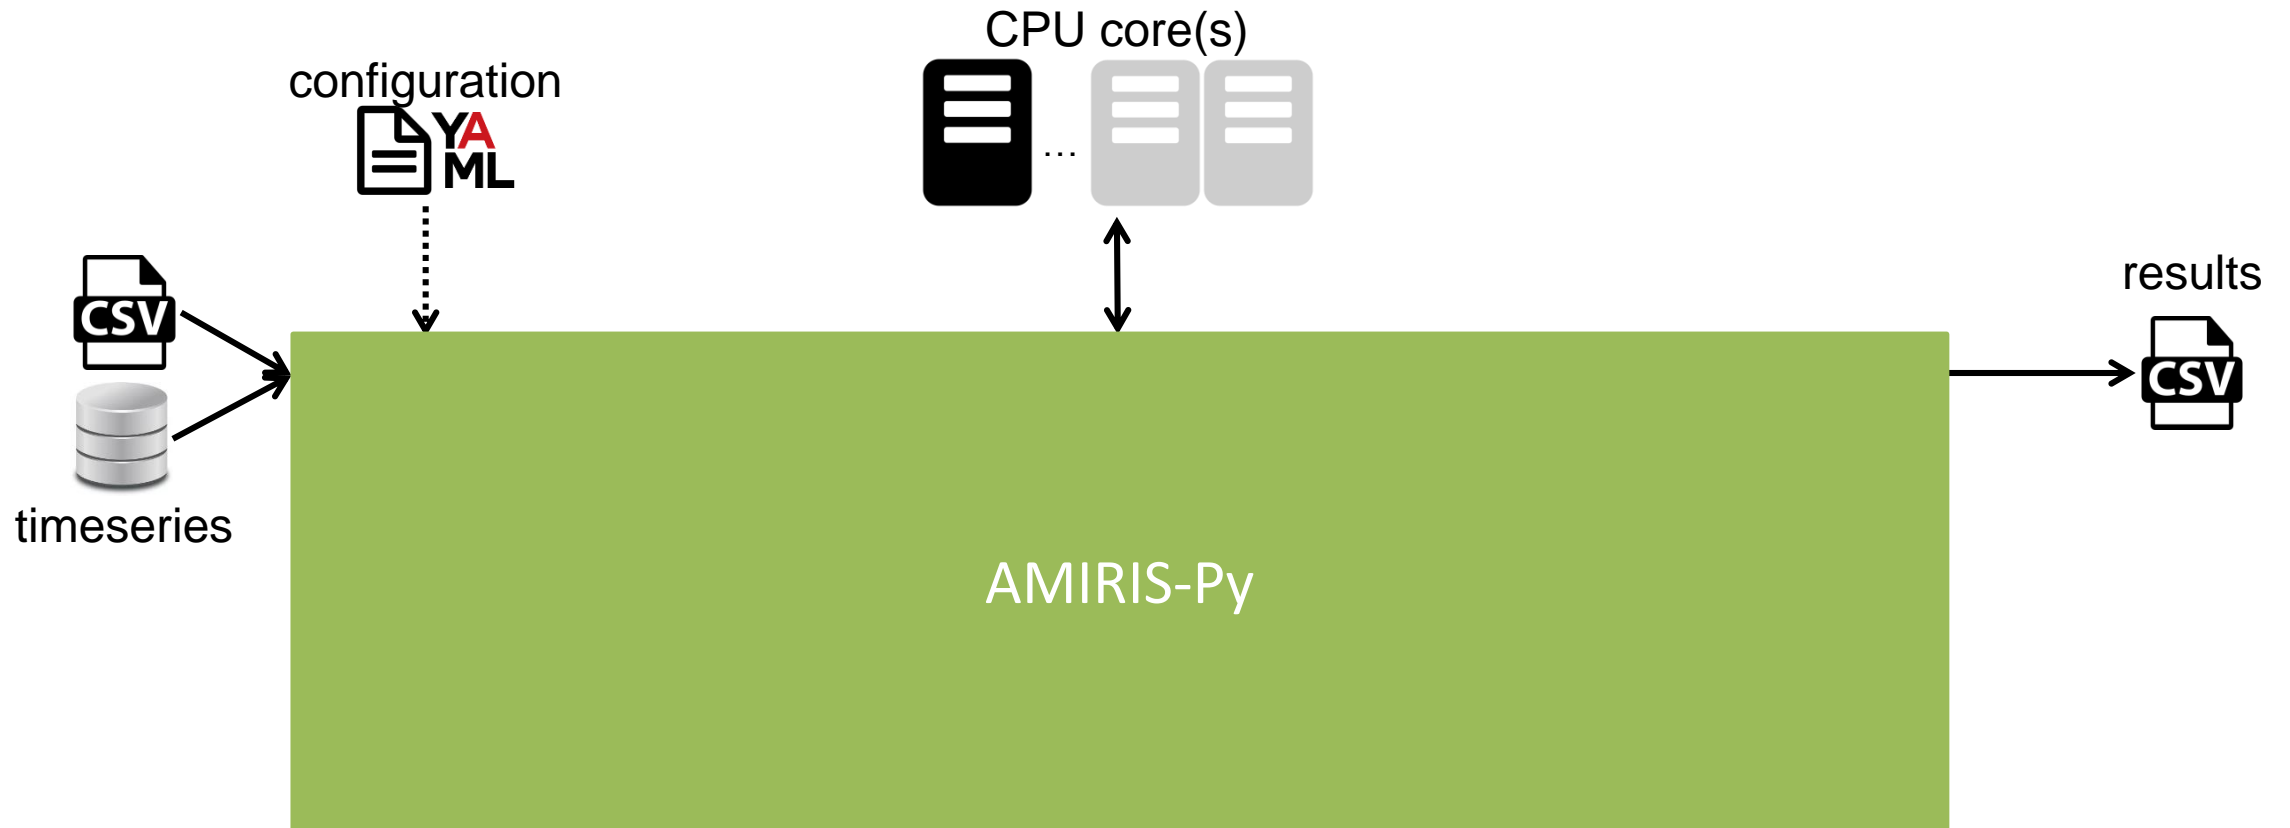 CPU core(s)
configuration
YA
ML
...
CSV
results
CSV
timeseries
AMIRIS-Py